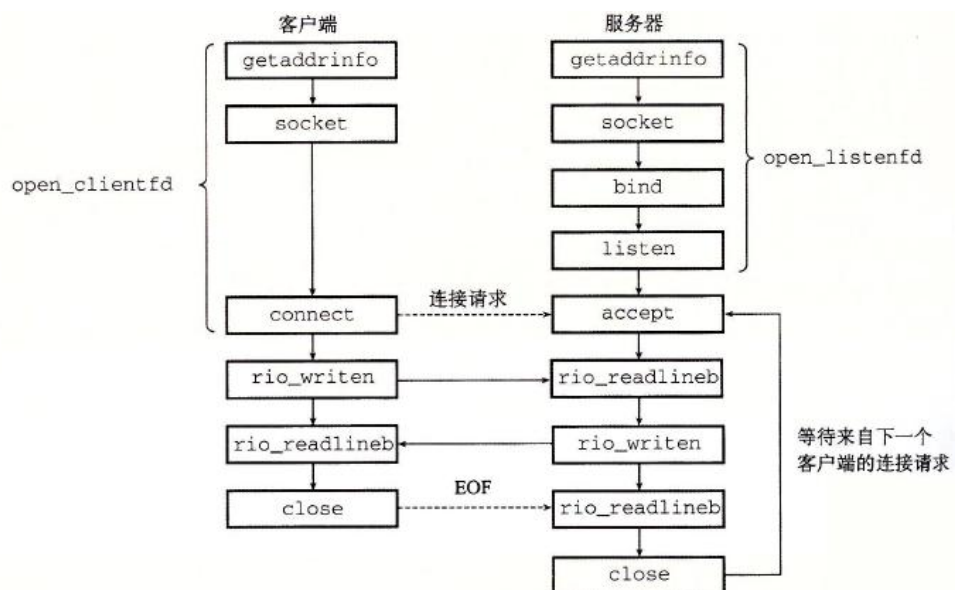 客户端
getaddrinfo
socket
open_clientfd
connect
rio_writen
rio_readlineb
close
连接请求
EOF
服务器
getaddrinfo
socket
bind
listen
open_listenfd
accept
rio_readlineb
rio_writen
rio_readlineb
close
等待来自下一个
客户端的连接请求